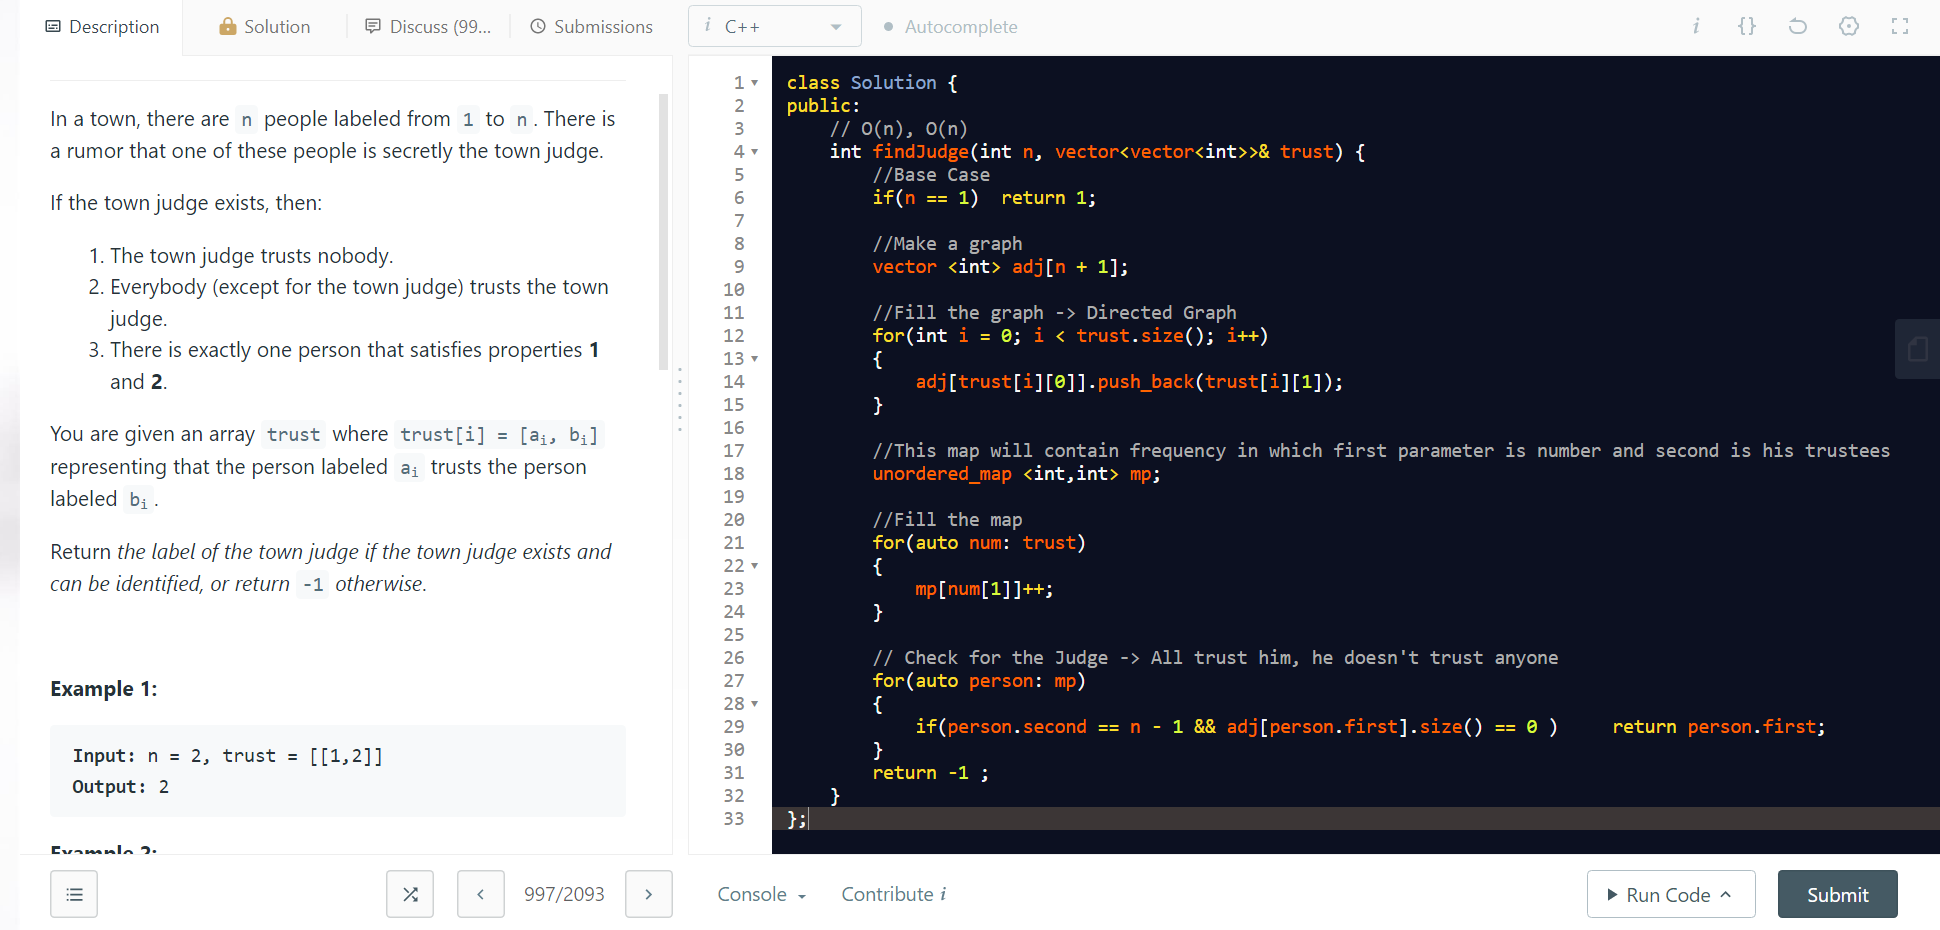 Description
Solution
Discuss (99...
Submissions
i C++
Autocomplete
i {}
In a town, there are n people labeled from 1 to n. There is
a rumor that one of these people is secretly the town judge.
If the town judge exists, then:
1. The town judge trusts nobody.
2. Everybody (except for the town judge) trusts the town
judge.
3. There is exactly one person that satisfies properties 1
and 2.
You are given an array trust where trust[i] = [ai, bi]
representing that the person labeled ai trusts the person
labeled bi.
Return the label of the town judge if the town judge exists and
can be identified, or return -1 otherwise.
Example 1:
Input: n = 2, trust = [[1,2]]
Output: 2
Example 2:
1 class Solution {
2 public:
3     // O(n), O(n)
4     int findJudge(int n, vector<vector<int>>& trust) {
5         //Base Case
6         if(n == 1)  return 1;
7
8         //Make a graph
9         vector <int> adj[n + 1];
10
11         //Fill the graph -> Directed Graph
12         for(int i = 0; i < trust.size(); i++)
13         {
14             adj[trust[i][0]].push_back(trust[i][1]);
15         }
16
17         //This map will contain frequency in which first parameter is number and second is his trustees
18         unordered_map <int,int> mp;
19
20         //Fill the map
21         for(auto num: trust)
22         {
23             mp[num[1]]++;
24         }
25
26         // Check for the Judge -> All trust him, he doesn't trust anyone
27         for(auto person: mp)
28         {
29             if(person.second == n - 1 && adj[person.first].size() == 0 )     return person.first;
30         }
31         return -1 ;
32     }
33 };
997/2093
Console
Contribute i
Run Code
Submit